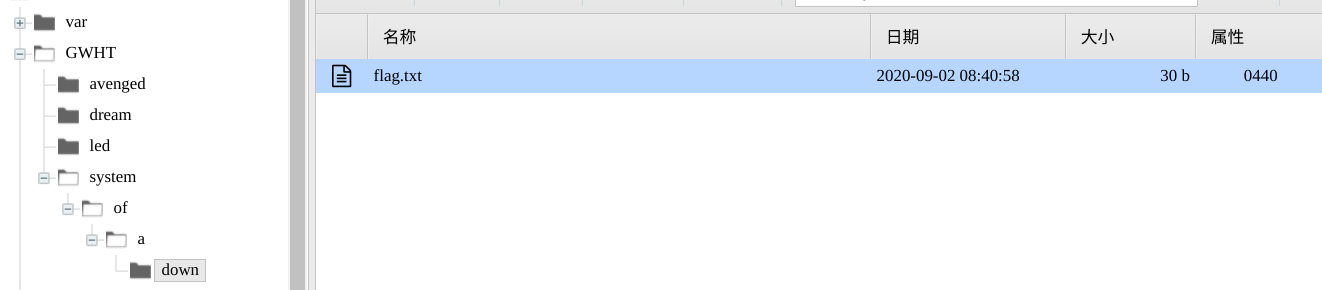 var
GWHT
avenged
dream
led
system
of
a
down
名称 日期 大小 属性
flag.txt 2020-09-02 08:40:58 30 b 0440